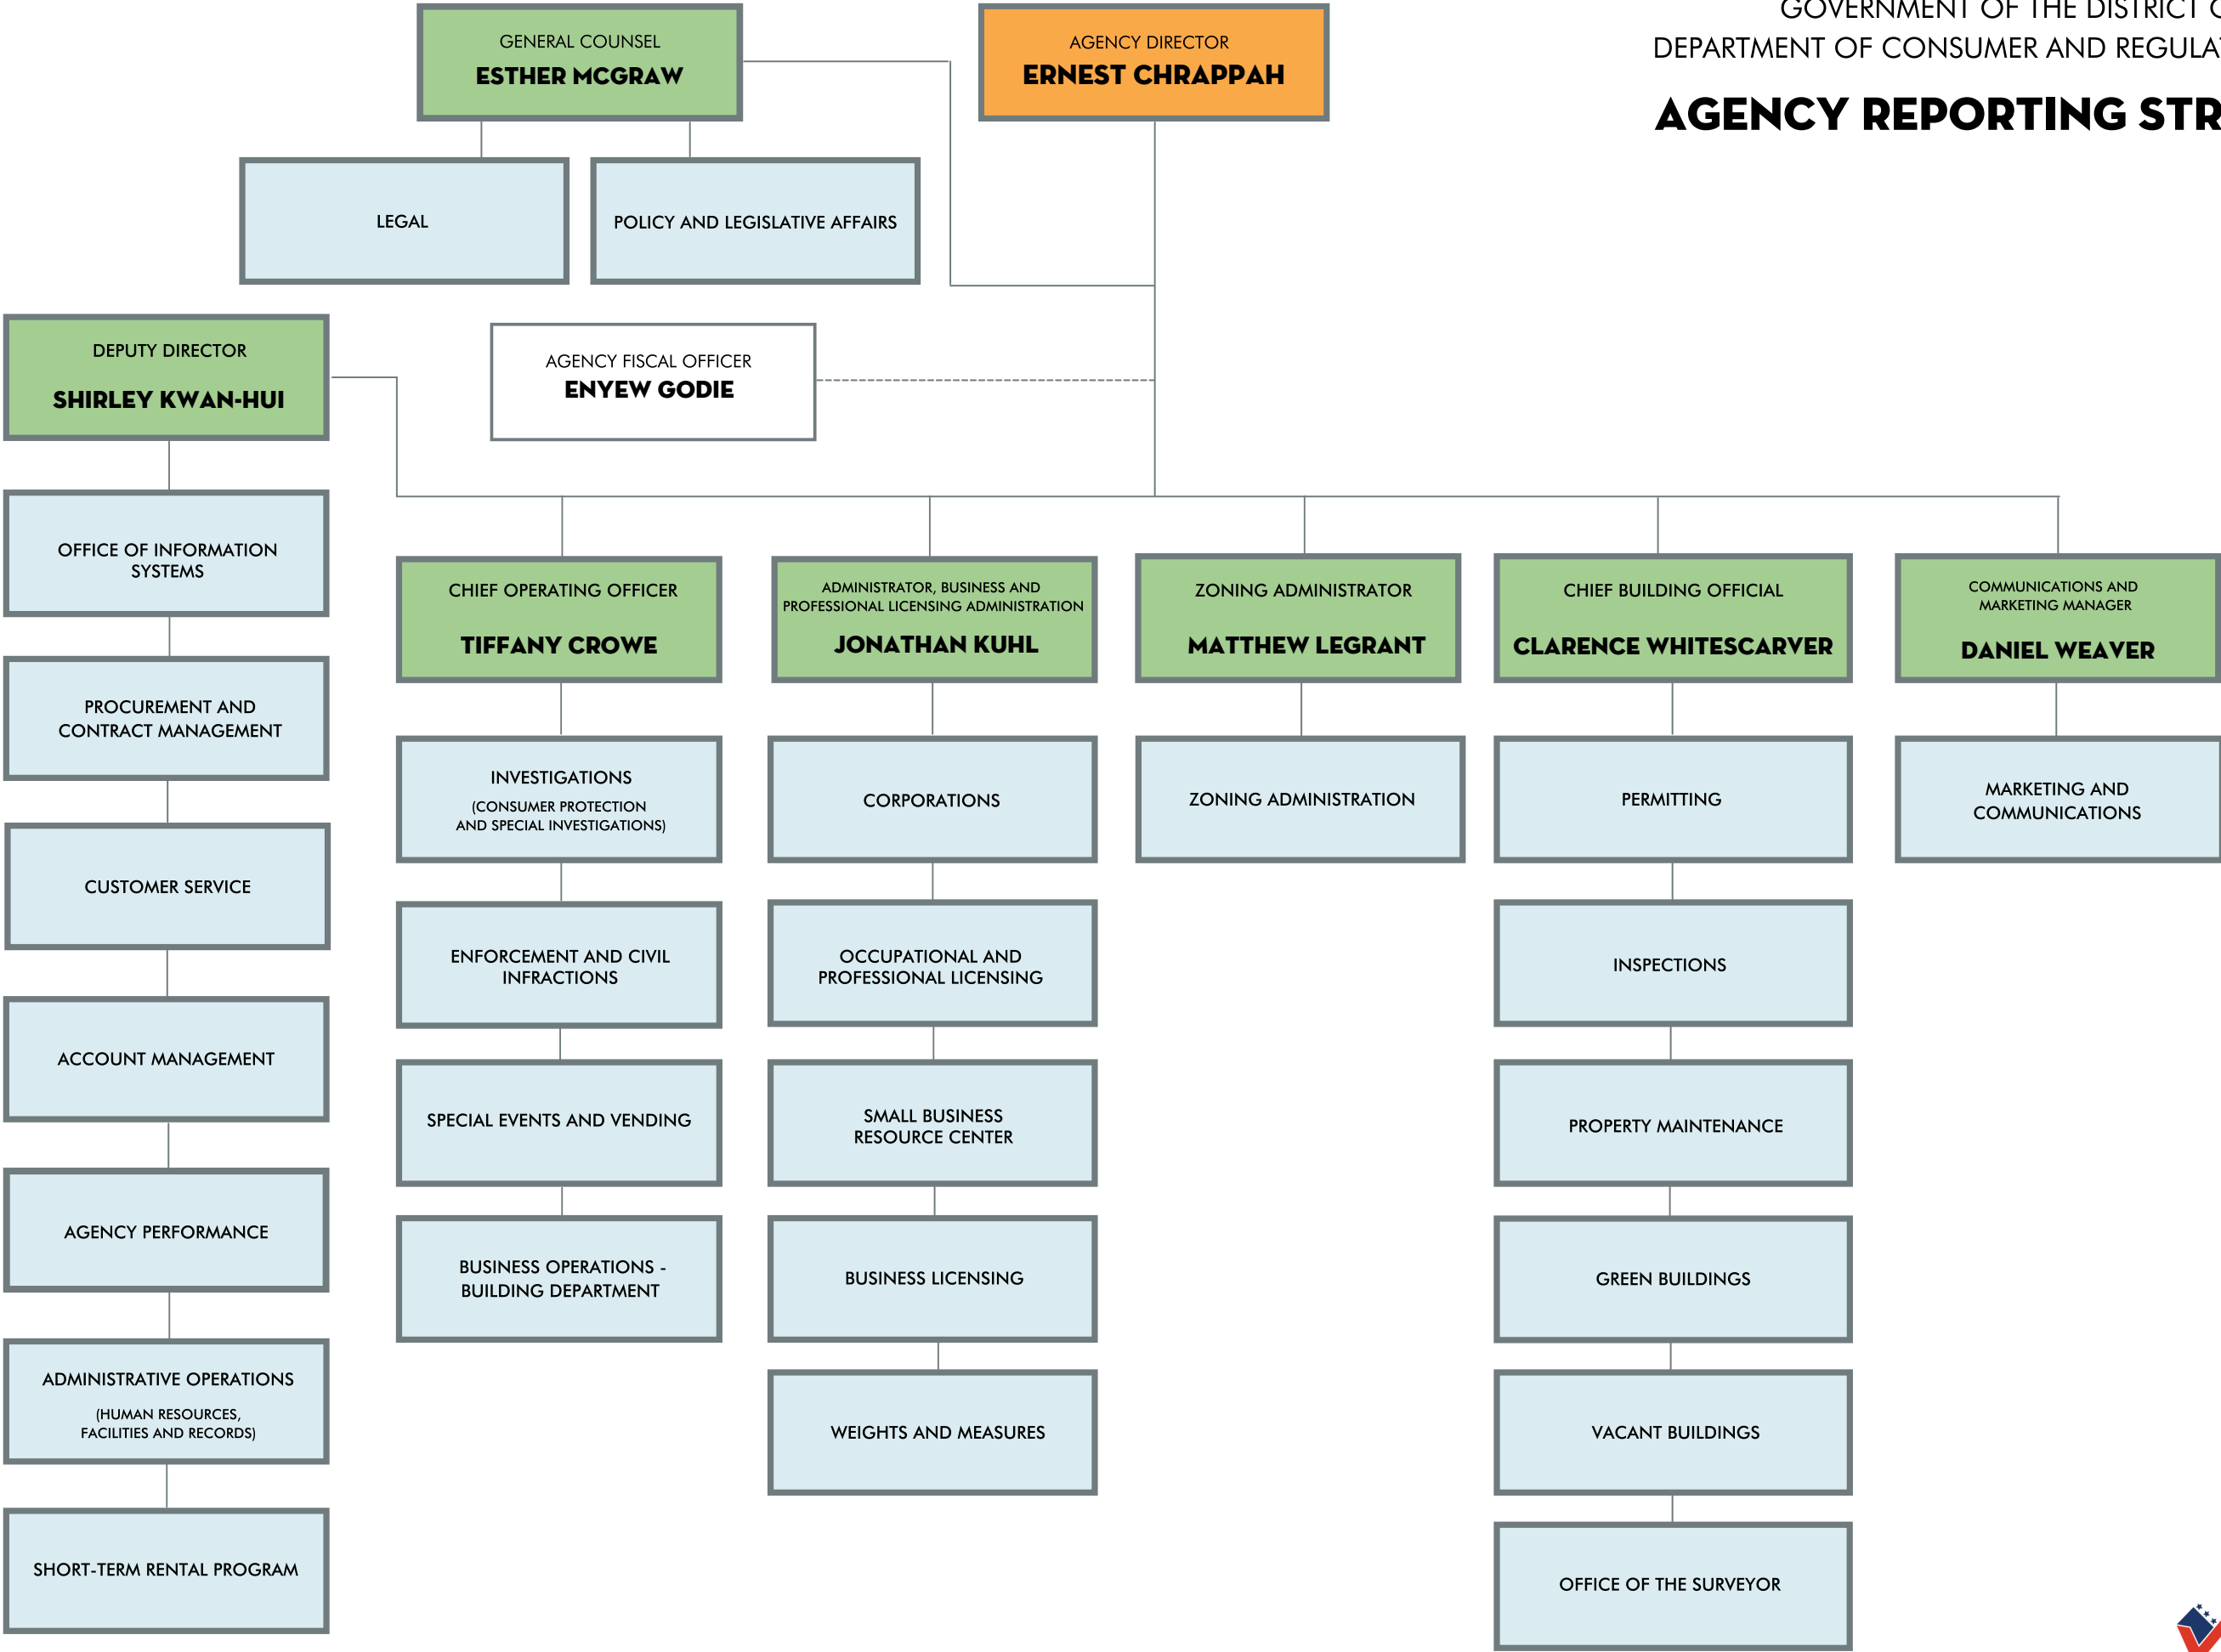 GOVERNMENT OF THE DISTRICT
DEPARTMENT OF CONSUMER AND
AGENCY REPORTING
GENERAL COUNSEL
ESTHER MCGRAW
AGENCY DIRECTOR
ERNEST CHRAPPAH
LEGAL
POLICY AND LEGISLATIVE AFFAIRS
DEPUTY DIRECTOR
SHIRLEY KWAN-HUI
AGENCY FISCAL OFFICER
ENYEW GODIE
OFFICE OF INFORMATION
SYSTEMS
PROCUREMENT AND
CONTRACT MANAGEMENT
CUSTOMER SERVICE
ACCOUNT MANAGEMENT
AGENCY PERFORMANCE
ADMINISTRATIVE OPERATIONS
(HUMAN RESOURCES,
FACILITIES AND RECORDS)
SHORT-TERM RENTAL PROGRAM
CHIEF OPERATING OFFICER
TIFFANY CROWE
INVESTIGATIONS
(CONSUMER PROTECTION
AND SPECIAL INVESTIGATIONS)
ENFORCEMENT AND CIVIL
INFRACTIONS
SPECIAL EVENTS AND VENDING
BUSINESS OPERATIONS -
BUILDING DEPARTMENT
ADMINISTRATOR, BUSINESS AND
PROFESSIONAL LICENSING ADMINISTRATION
JONATHAN KUHL
CORPORATIONS
OCCUPATIONAL AND
PROFESSIONAL LICENSING
SMALL BUSINESS
RESOURCE CENTER
BUSINESS LICENSING
WEIGHTS AND MEASURES
ZONING ADMINISTRATOR
MATTHEW LEGRANT
ZONING ADMINISTRATION
CHIEF BUILDING OFFICIAL
CLARENCE WHITESCARVER
PERMITTING
INSPECTIONS
PROPERTY MAINTENANCE
GREEN BUILDINGS
VACANT BUILDINGS
OFFICE OF THE SURVEYOR
COMMUNICATIONS AND
MARKETING MANAGER
DANIEL WEAVER
MARKETING AND
COMMUNICATIONS